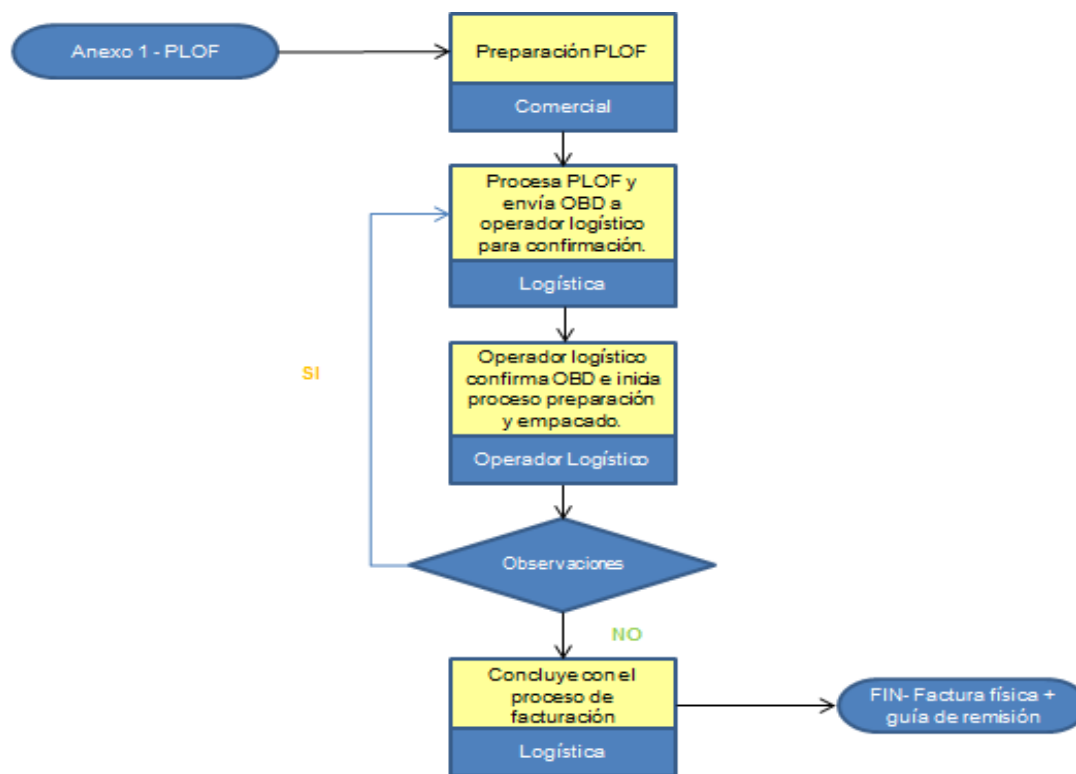 Anexo 1 - PLOF
Preparación PLOF
Comercial
Procesa PLOF y
envía OBD a
operador logístico
para confirmación.
Logística
Operador logístico
confirma OBD e inicia
proceso preparación
y empacado.
Operador Logístico
SI
Observaciones
NO
Concluye con el
proceso de
facturación
Logística
FIN- Factura física +
guía de remisión